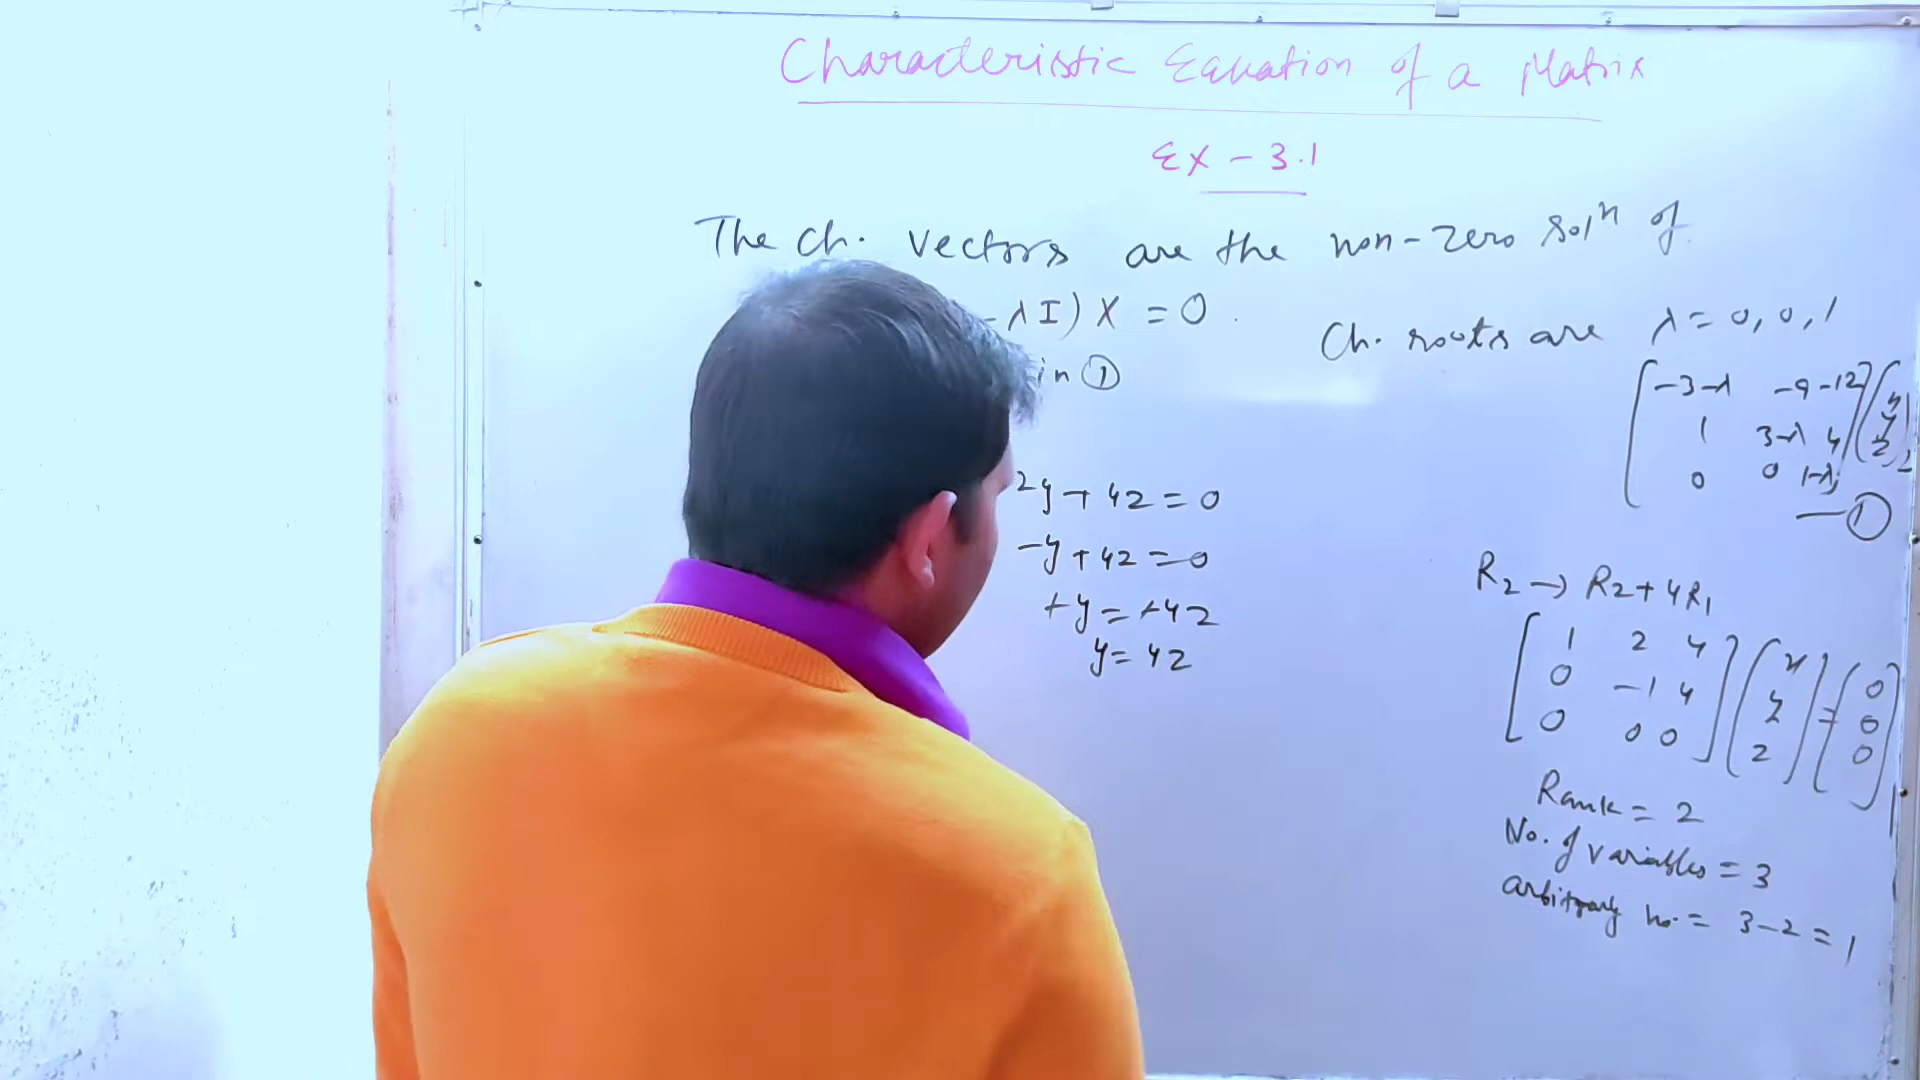 Characteristic Equation of a Matrix
Ex - 3.1
The Ch. Vectors are the non-zero solⁿ of
- λI) X = 0 .
in ①
2y + 4z = 0
-y + 4z = 0
+y = +4z
y = 4z
Ch. roots are λ = 0, 0, 1
[ -3-λ -9 -12 ] [ x
1 3-λ 4 y
0 0 1-λ z
— ①
R₂ → R₂ + 4R₁
[ 1 2 4 ] [ x ] = [ 0 ]
0 -1 4 y 0
0 0 0 z 0
Rank = 2
No. of variables = 3
arbitrary no. = 3-2 = 1